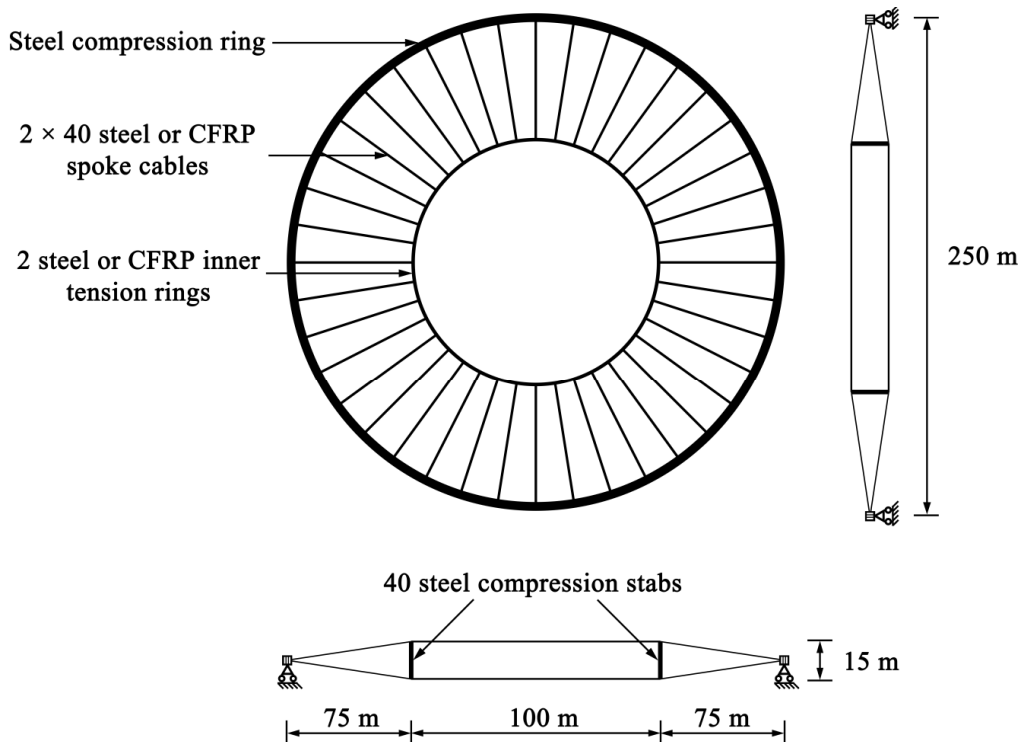 Steel compression ring
2 × 40 steel or CFRP
spoke cables
2 steel or CFRP inner
tension rings
250 m
40 steel compression stabs
15 m
75 m
100 m
75 m